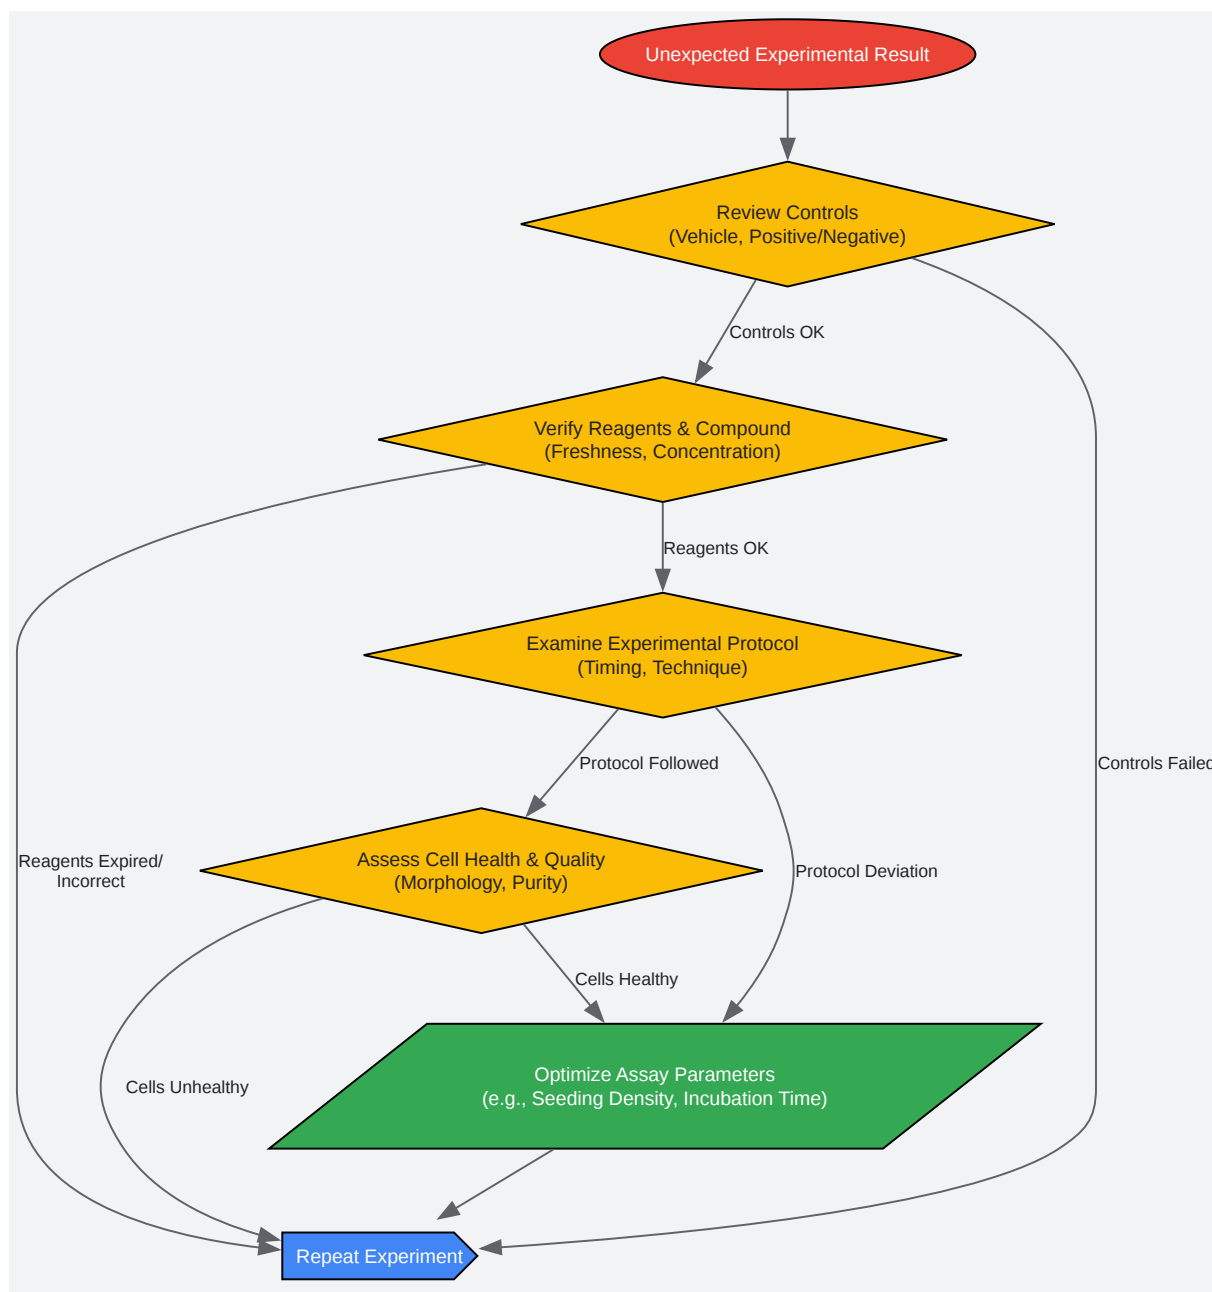 Unexpected Experimental Result
Review Controls
(Vehicle, Positive/Negative)
Controls OK
Verify Reagents & Compound
(Freshness, Concentration)
Reagents OK
Examine Experimental Protocol
(Timing, Technique)
Protocol Followed
Controls Failed
Assess Cell Health & Quality
(Morphology, Purity)
Reagents Expired/
Incorrect
Protocol Deviation
Cells Healthy
Cells Unhealthy
Optimize Assay Parameters
(e.g., Seeding Density, Incubation Time)
Repeat Experiment